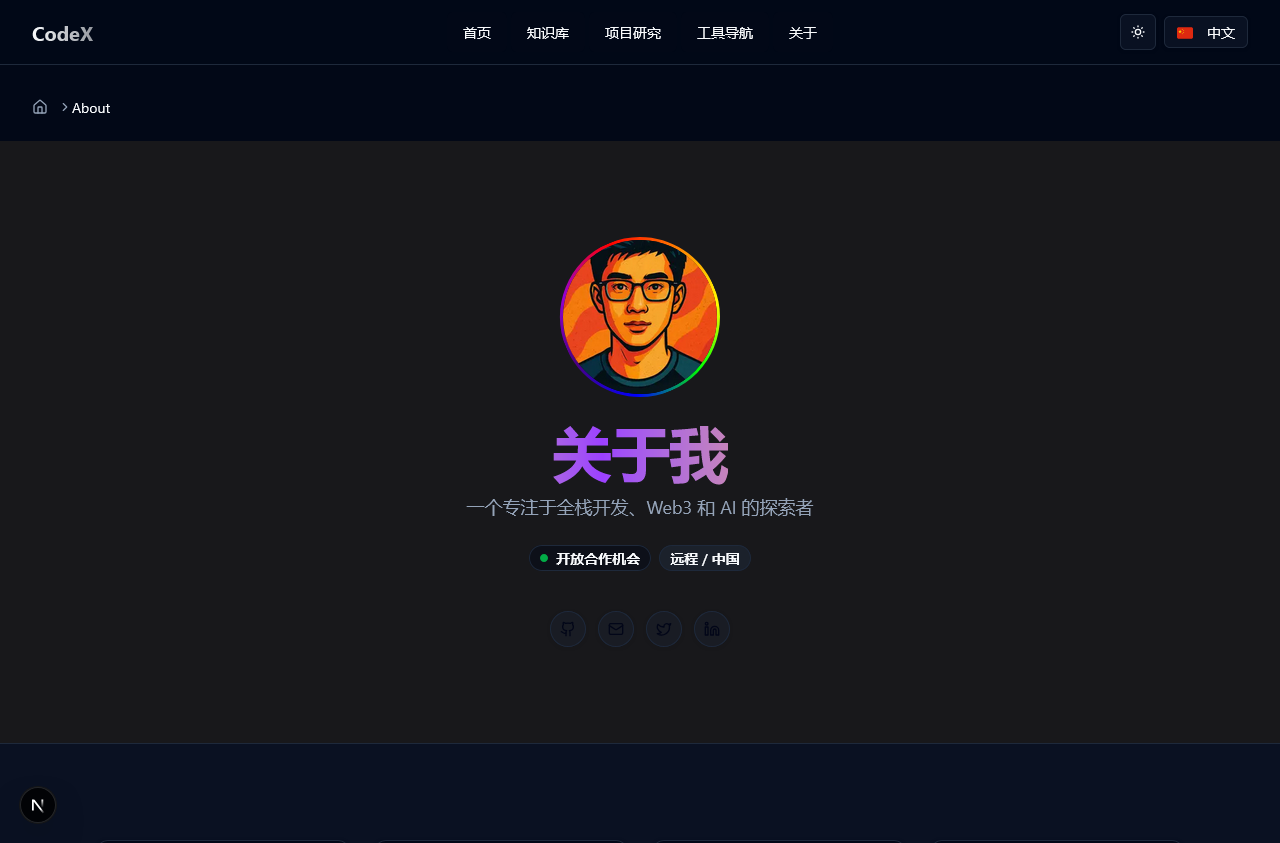 CodeX
首页
知识库
项目研究
工具导航
关于
中文
About
关于我
一个专注于全栈开发、Web3 和 AI 的探索者
开放合作机会
远程 / 中国
N